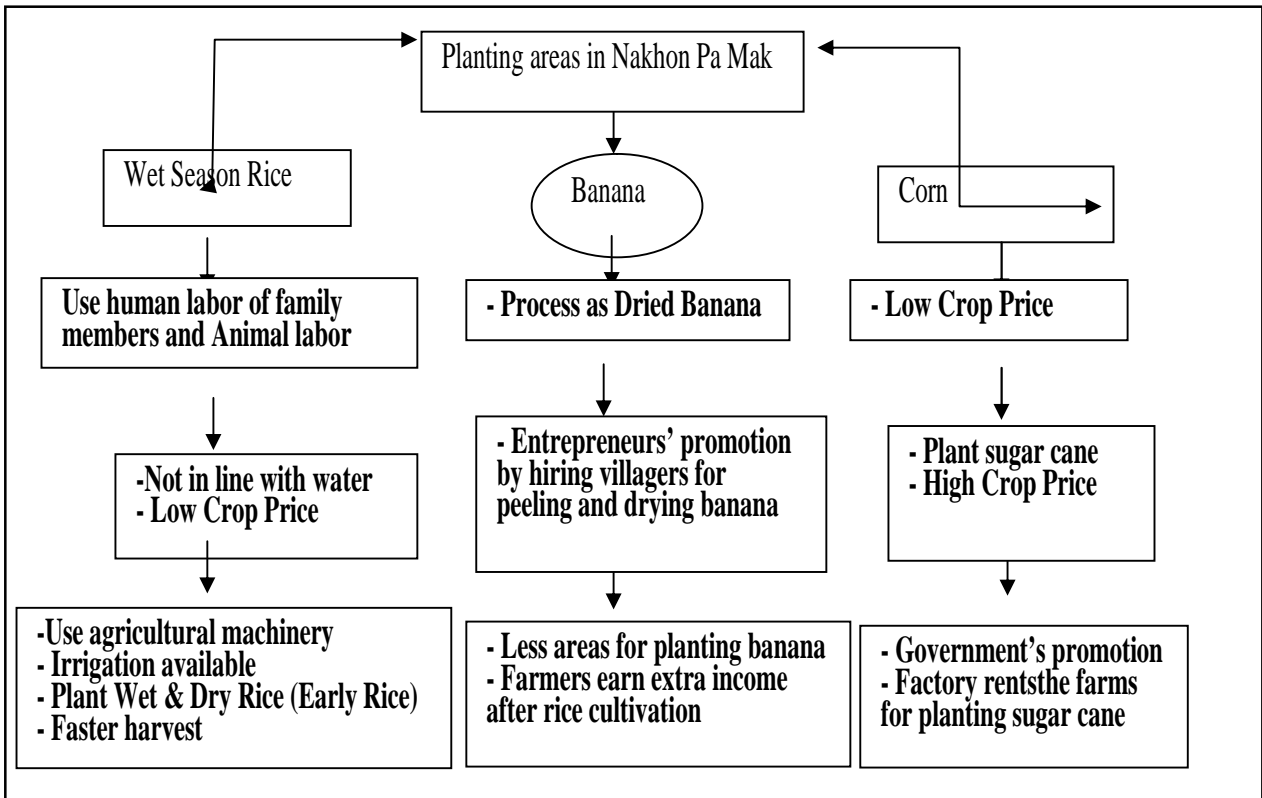 Planting areas in Nakhon Pa Mak
Wet Season Rice
Banana
Corn
Use human labor of family
members and Animal labor
- Process as Dried Banana
- Low Crop Price
-Not in line with water
- Low Crop Price
- Entrepreneurs' promotion
by hiring villagers for
peeling and drying banana
- Plant sugar cane
- High Crop Price
-Use agricultural machinery
- Irrigation available
- Plant Wet & Dry Rice (Early Rice)
- Faster harvest
- Less areas for planting banana
- Farmers earn extra income
after rice cultivation
- Government's promotion
- Factory rentsthe farms
for planting sugar cane